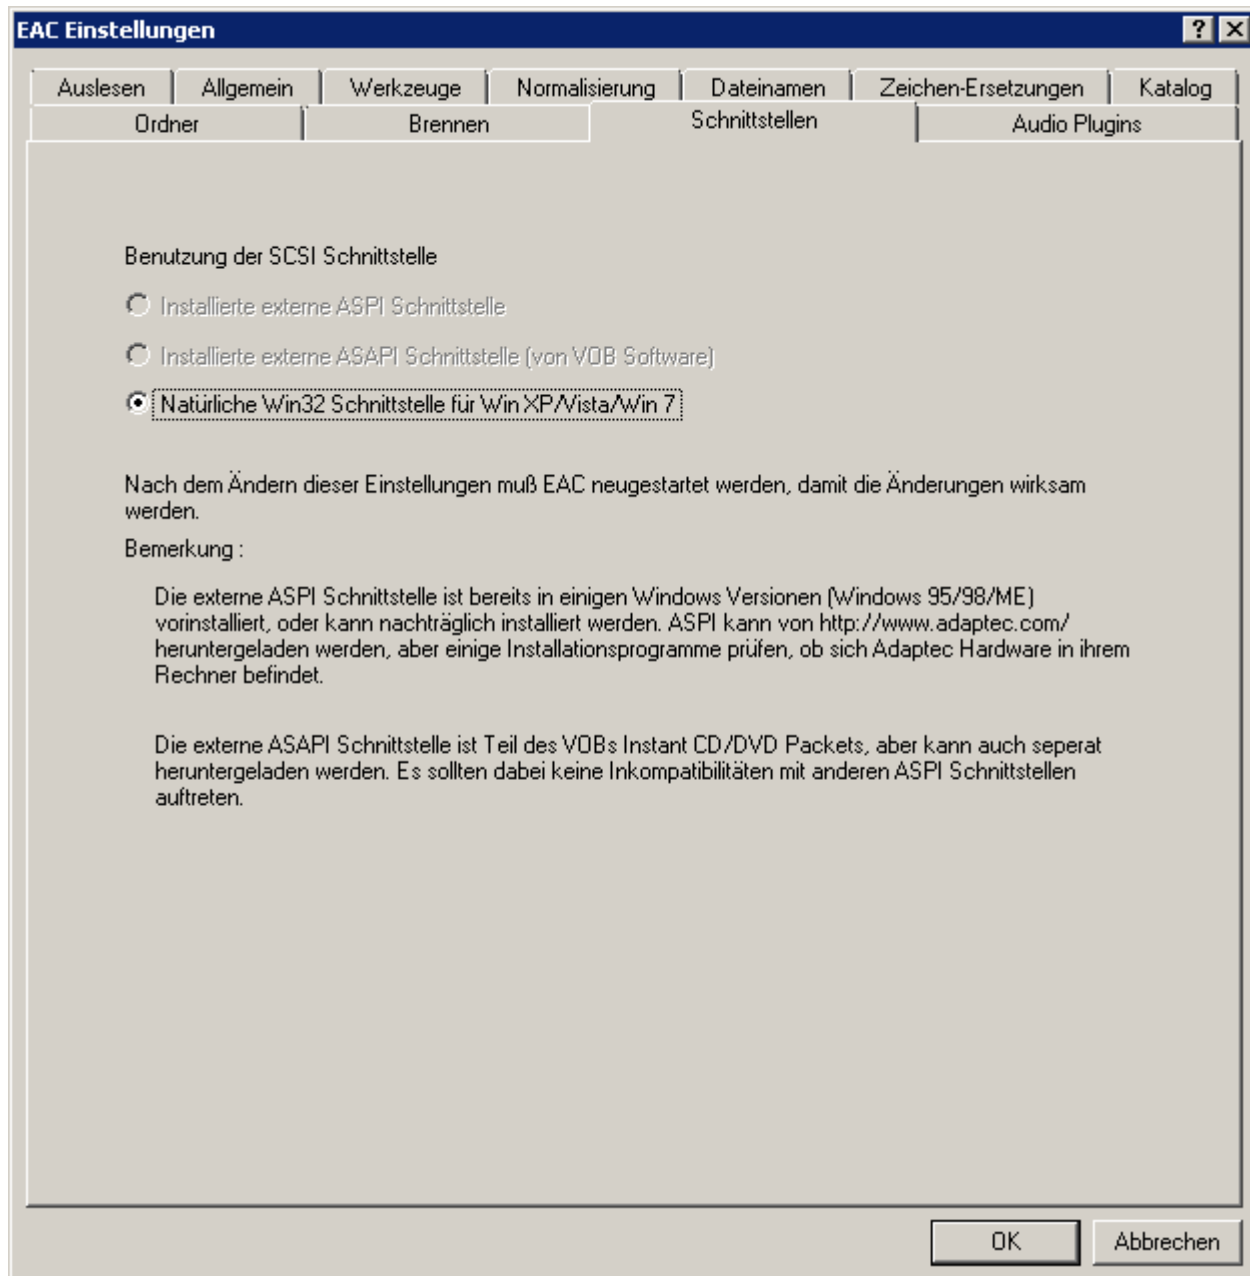 EAC Einstellungen
Auslesen Allgemein Werkzeuge Normalisierung Dateinamen Zeichen-Ersetzungen Katalog
Ordner Brennen Schnittstellen Audio Plugins
Benutzung der SCSI Schnittstelle
Installierte externe ASPI Schnittstelle
Installierte externe ASAPI Schnittstelle (von VOB Software)
Natürliche Win32 Schnittstelle für Win XP/Vista/Win 7
Nach dem Ändern dieser Einstellungen muß EAC neugestartet werden, damit die Änderungen wirksam
werden.
Bemerkung :
Die externe ASPI Schnittstelle ist bereits in einigen Windows Versionen (Windows 95/98/ME)
vorinstalliert, oder kann nachträglich installiert werden. ASPI kann von http://www.adaptec.com/
heruntergeladen werden, aber einige Installationsprogramme prüfen, ob sich Adaptec Hardware in ihrem
Rechner befindet.
Die externe ASAPI Schnittstelle ist Teil des VOBs Instant CD/DVD Packets, aber kann auch seperat
heruntergeladen werden. Es sollten dabei keine Inkompatibilitäten mit anderen ASPI Schnittstellen
auftreten.
OK Abbrechen